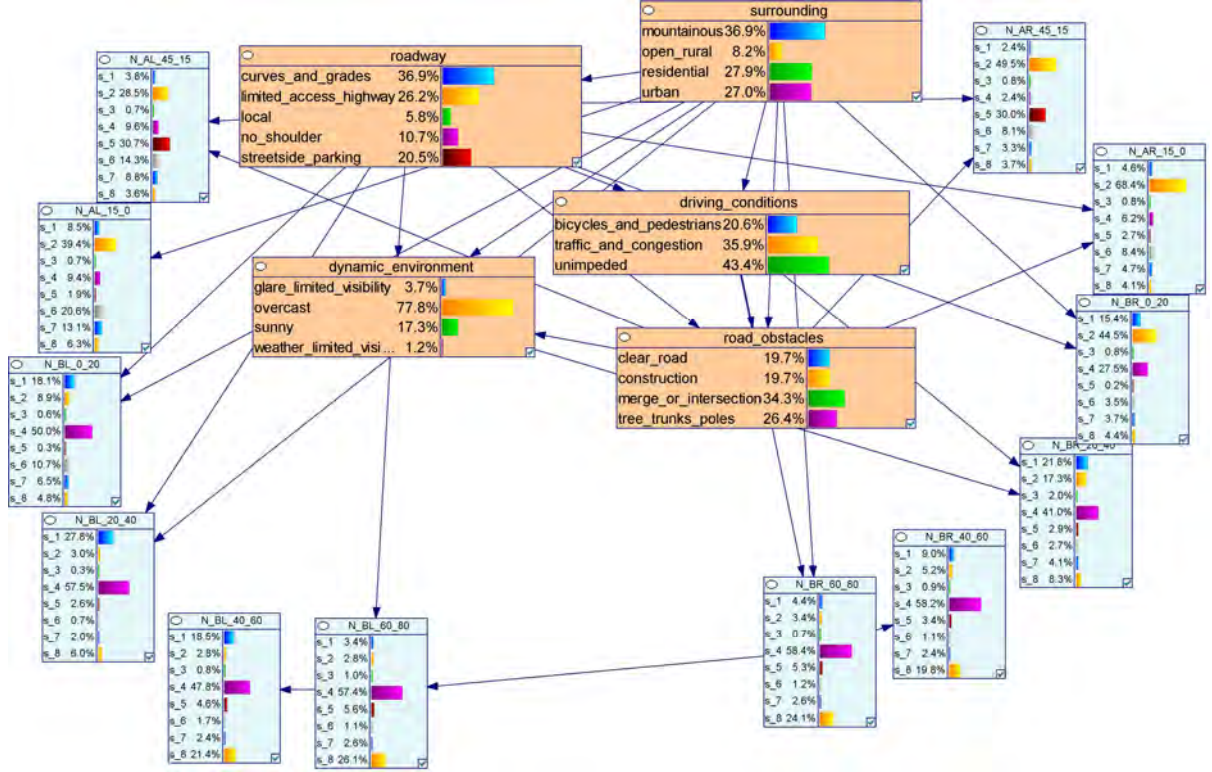 surrounding
mountainous 36.9%
open_rural 8.2%
residential 27.9%
urban 27.0%
roadway
curves_and_grades 36.9%
limited_access_highway 26.2%
local 5.8%
no_shoulder 10.7%
streetside_parking 20.5%
N_AL_45_15
s_1 3.8%
s_2 28.5%
s_3 0.7%
s_4 9.6%
s_5 30.7%
s_6 14.3%
s_7 8.8%
s_8 3.6%
N_AR_45_15
s_1 2.4%
s_2 49.5%
s_3 0.8%
s_4 2.4%
s_5 30.0%
s_6 8.1%
s_7 3.3%
s_8 3.7%
N_AR_15_0
s_1 4.6%
s_2 68.4%
s_3 0.8%
s_4 6.2%
s_5 2.7%
s_6 8.4%
s_7 4.7%
s_8 4.1%
N_AL_15_0
s_1 8.5%
s_2 39.4%
s_3 0.7%
s_4 9.4%
s_5 1.9%
s_6 20.6%
s_7 13.1%
s_8 6.3%
driving_conditions
bicycles_and_pedestrians 20.6%
traffic_and_congestion 35.9%
unimpeded 43.4%
dynamic_environment
glare_limited_visibility 3.7%
overcast 77.8%
sunny 17.3%
weather_limited_visi ... 1.2%
road_obstacles
clear_road 19.7%
construction 19.7%
merge_or_intersection 34.3%
tree_trunks_poles 26.4%
N_BR_0_20
s_1 15.4%
s_2 44.5%
s_3 0.8%
s_4 27.5%
s_5 0.2%
s_6 3.5%
s_7 3.7%
s_8 4.4%
N_BL_0_20
s_1 18.1%
s_2 8.9%
s_3 0.6%
s_4 50.0%
s_5 0.3%
s_6 10.7%
s_7 6.5%
s_8 4.8%
N_BR_20_40
s_1 21.8%
s_2 17.3%
s_3 2.0%
s_4 41.0%
s_5 2.9%
s_6 2.7%
s_7 4.1%
s_8 8.3%
N_BL_20_40
s_1 27.8%
s_2 3.0%
s_3 0.3%
s_4 57.5%
s_5 2.6%
s_6 0.7%
s_7 2.0%
s_8 6.0%
N_BR_40_60
s_1 9.0%
s_2 5.2%
s_3 0.9%
s_4 58.2%
s_5 3.4%
s_6 1.1%
s_7 2.4%
s_8 19.8%
N_BR_60_80
s_1 4.4%
s_2 3.4%
s_3 0.7%
s_4 58.4%
s_5 5.3%
s_6 1.2%
s_7 2.6%
s_8 24.1%
N_BL_40_60
s_1 18.5%
s_2 2.8%
s_3 0.8%
s_4 47.8%
s_5 4.6%
s_6 1.7%
s_7 2.4%
s_8 21.4%
N_BL_60_80
s_1 3.4%
s_2 2.8%
s_3 1.0%
s_4 57.4%
s_5 5.6%
s_6 1.1%
s_7 2.6%
s_8 26.1%